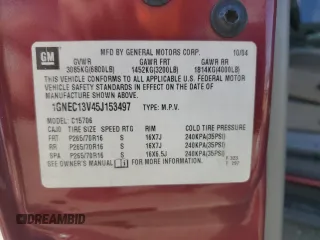 GM
MFD BY GENERAL MOTORS CORP. 10/04
GVWR GAWR FRT GAWR RR
3085KG(6800LB) 1452KG(3200LB) 1814KG(4000LB)
THIS VEHICLE CONFORMS TO ALL APPLICABLE U.S. FEDERAL MOTOR
VEHICLE SAFETY AND THEFT PREVENTION STANDARDS IN EFFECT ON THE DATE
OF MANUFACTURE SHOWN ABOVE.
1GNEC13V45J153497 TYPE: M.P.V.
MODEL: C15706
TIRE SIZE SPEED RTG RIM COLD TIRE PRESSURE
FRT P265/70R16 S 16X7J 240KPA(35PSI)
RR P265/70R16 S 16X7J 240KPA(35PSI)
SPA P265/70R16 S 16X6.5J 240KPA(35PSI)
SEE OWNER'S MANUAL FOR MORE INFORMATION.
DREAMBID